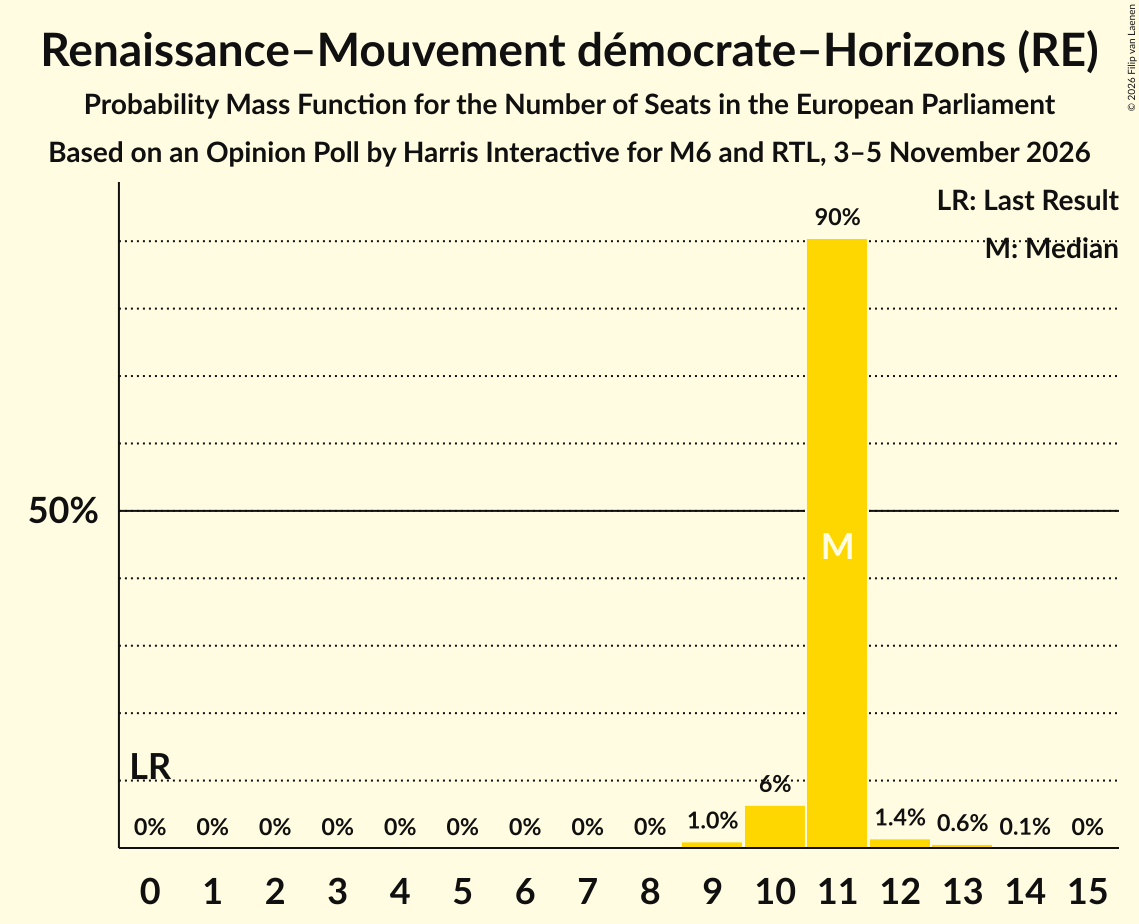 Renaissance–Mouvement démocrate–Horizons (RE)
Probability Mass Function for the Number of Seats in the European Parliament
Based on an Opinion Poll by Harris Interactive for M6 and RTL, 3–5 November 2026
© 2026 Filip van Laenen
LR: Last Result
M: Median
90%
50%
M
LR
0% 0% 0% 0% 0% 0% 0% 0% 0% 1.0% 6% 1.4% 0.6% 0.1% 0%
0 1 2 3 4 5 6 7 8 9 10 11 12 13 14 15